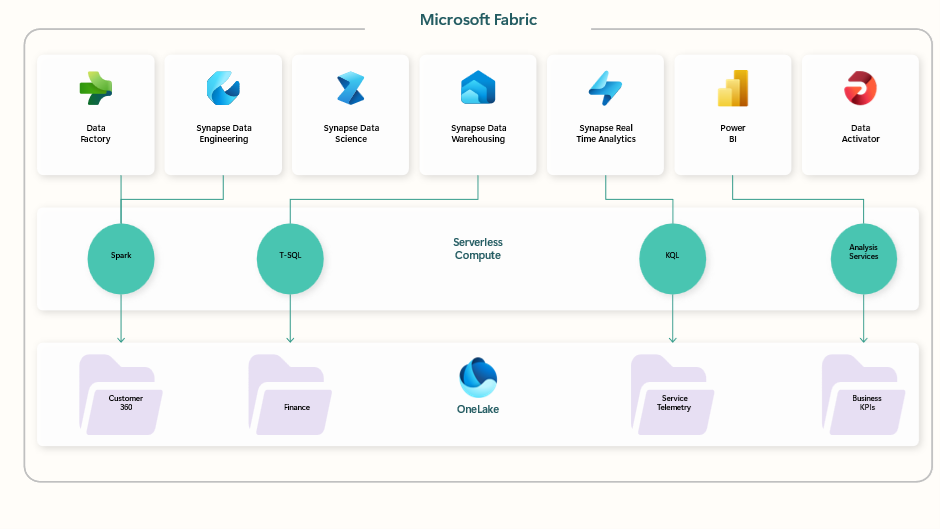 Microsoft Fabric
Data
Factory
Synapse Data
Engineering
Synapse Data
Science
Synapse Data
Warehousing
Synapse Real
Time Analytics
Power
BI
Data
Activator
Spark
T-SQL
Serverless
Compute
KQL
Analysis
Services
Customer
360
Finance
OneLake
Service
Telemetry
Business
KPIs